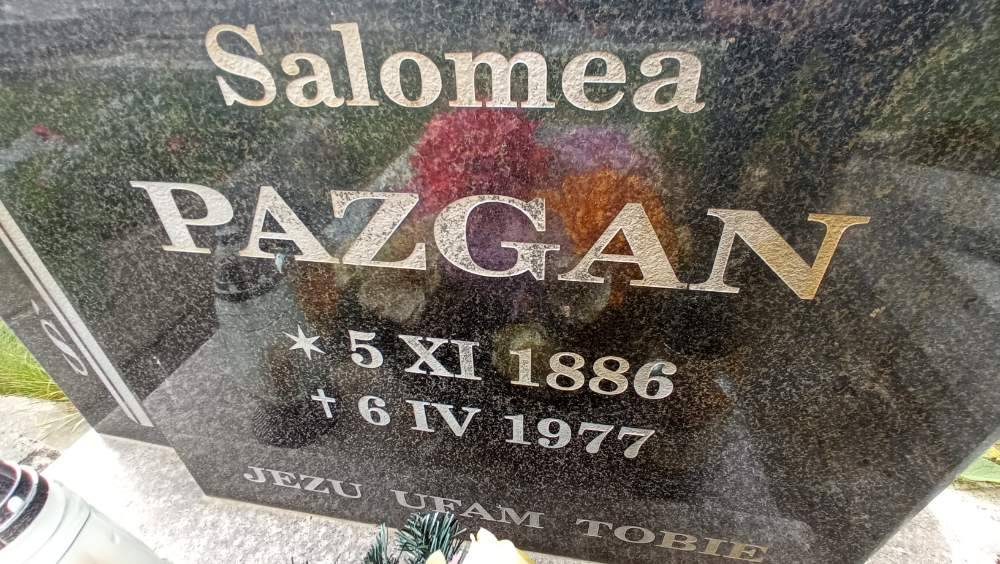 Salomea
PAZGAN
* 5 XI 1886
† 6 IV 1977
JEZU UFAM TOBIE